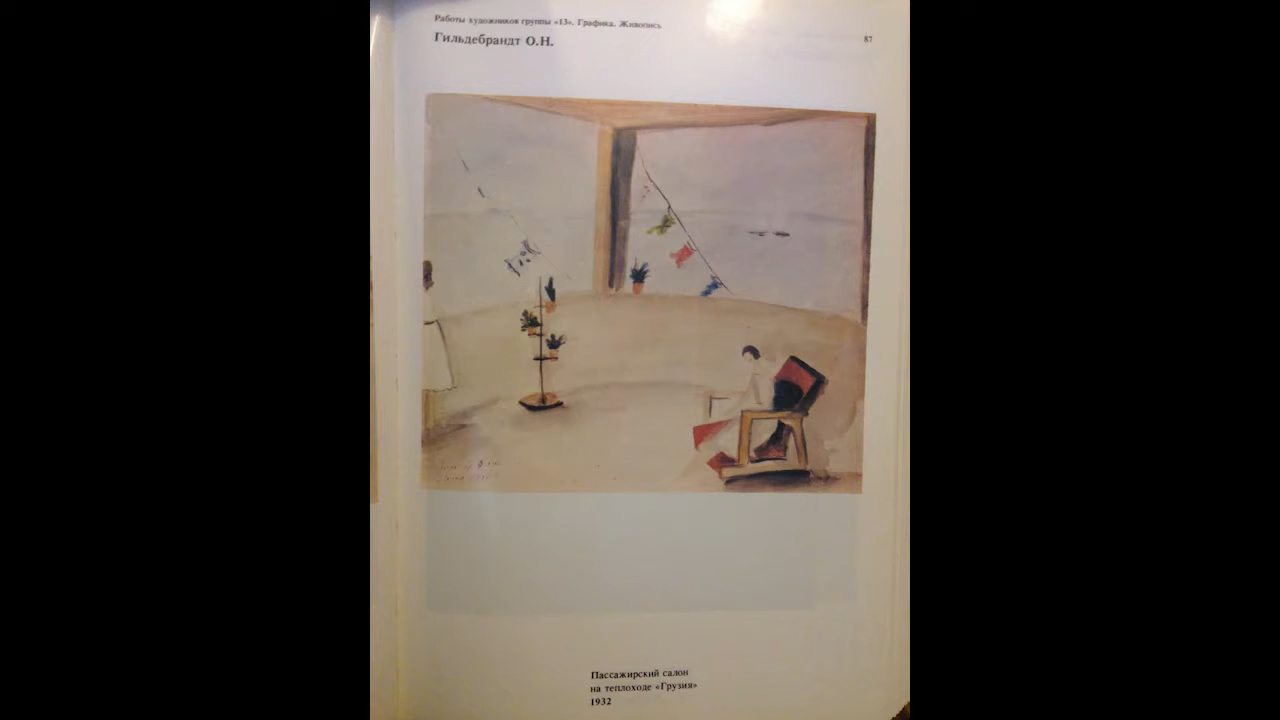 Работы художников группы «13». Графика. Живопись
Гильдебрандт О.Н.
87
Пассажирский салон
на теплоходе «Грузия»
1932